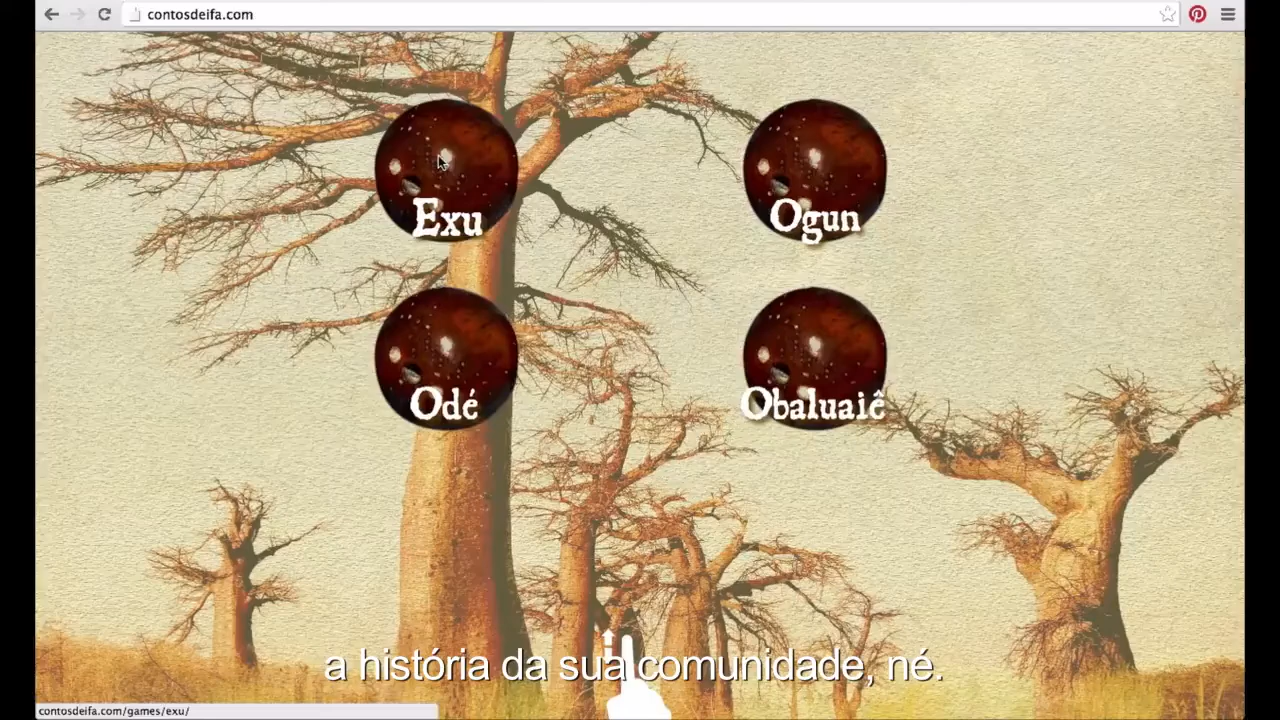 contosdeifa.com
Exu
Ogun
Odé
Obaluaiê
a história da sua comunidade, né.
contosdeifa.com/games/exu/